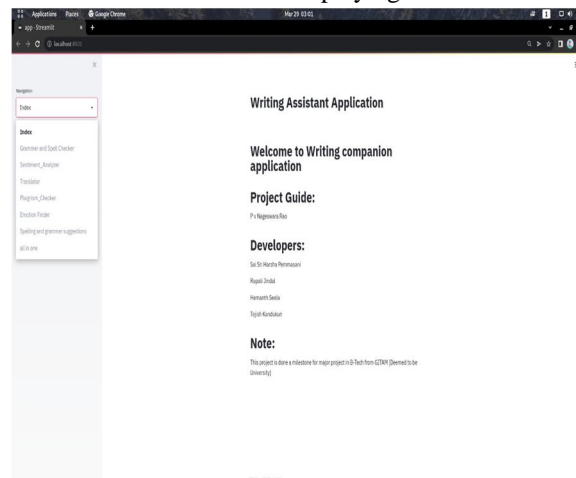 Applications Places Google Chrome
Mar 29 03:01
1
app · Streamlit
localhost:8501
Navigation
Index
Index
Grammer and Spell Checker
Sentiment_Analyzer
Translator
Plagrism_Checker
Emotion Finder
Spelling and grammer suggestions
all in one
Writing Assistant Application
Welcome to Writing companion
application
Project Guide:
P v Nageswara Rao
Developers:
Sai Sri Harsha Pemmasani
Rupali Jindal
Hemanth Seela
Tejish Kondukuri
Note:
This project is done a milestone for major project in B-Tech from GITAM [Deemed to be
University]